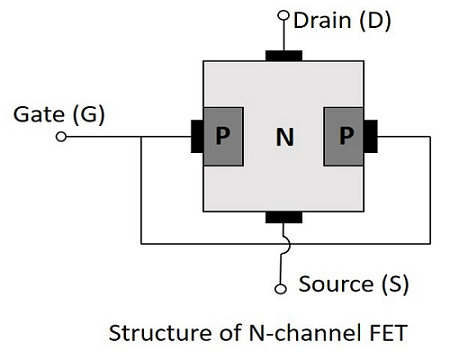 Drain (D)
Gate (G)
P
N
P
Source (S)
Structure of N-channel FET